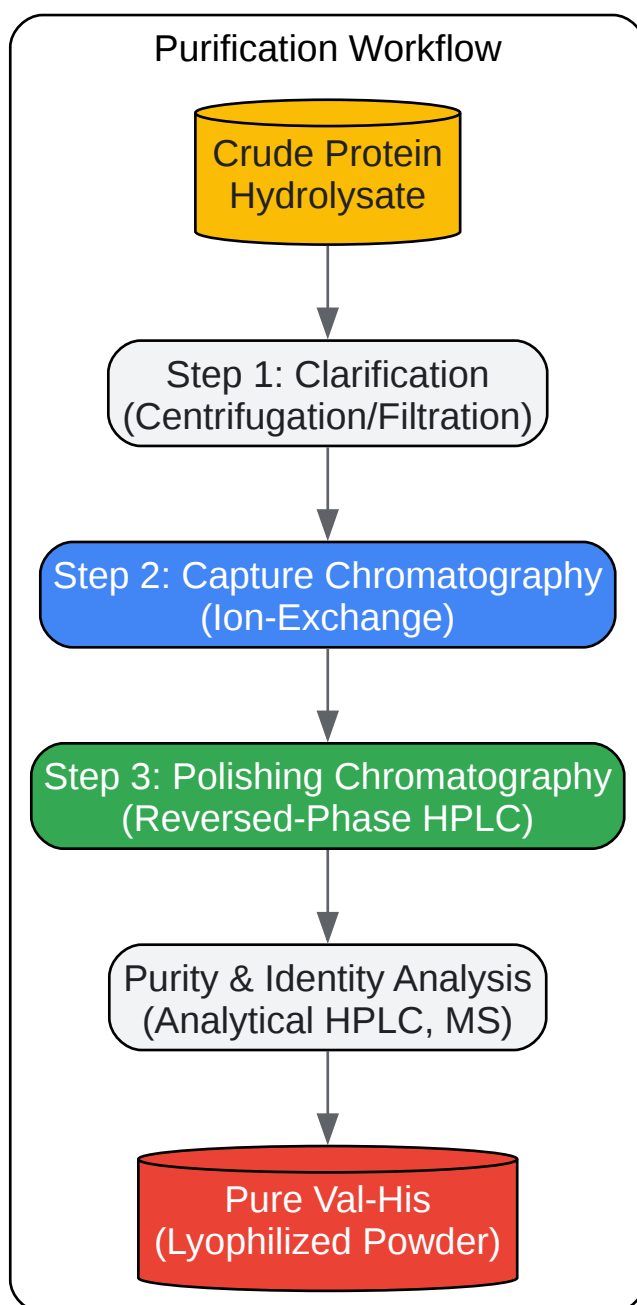 Purification Workflow
Crude Protein
Hydrolysate
Step 1: Clarification
(Centrifugation/Filtration)
Step 2: Capture Chromatography
(Ion-Exchange)
Step 3: Polishing Chromatography
(Reversed-Phase HPLC)
Purity & Identity Analysis
(Analytical HPLC, MS)
Pure Val-His
(Lyophilized Powder)